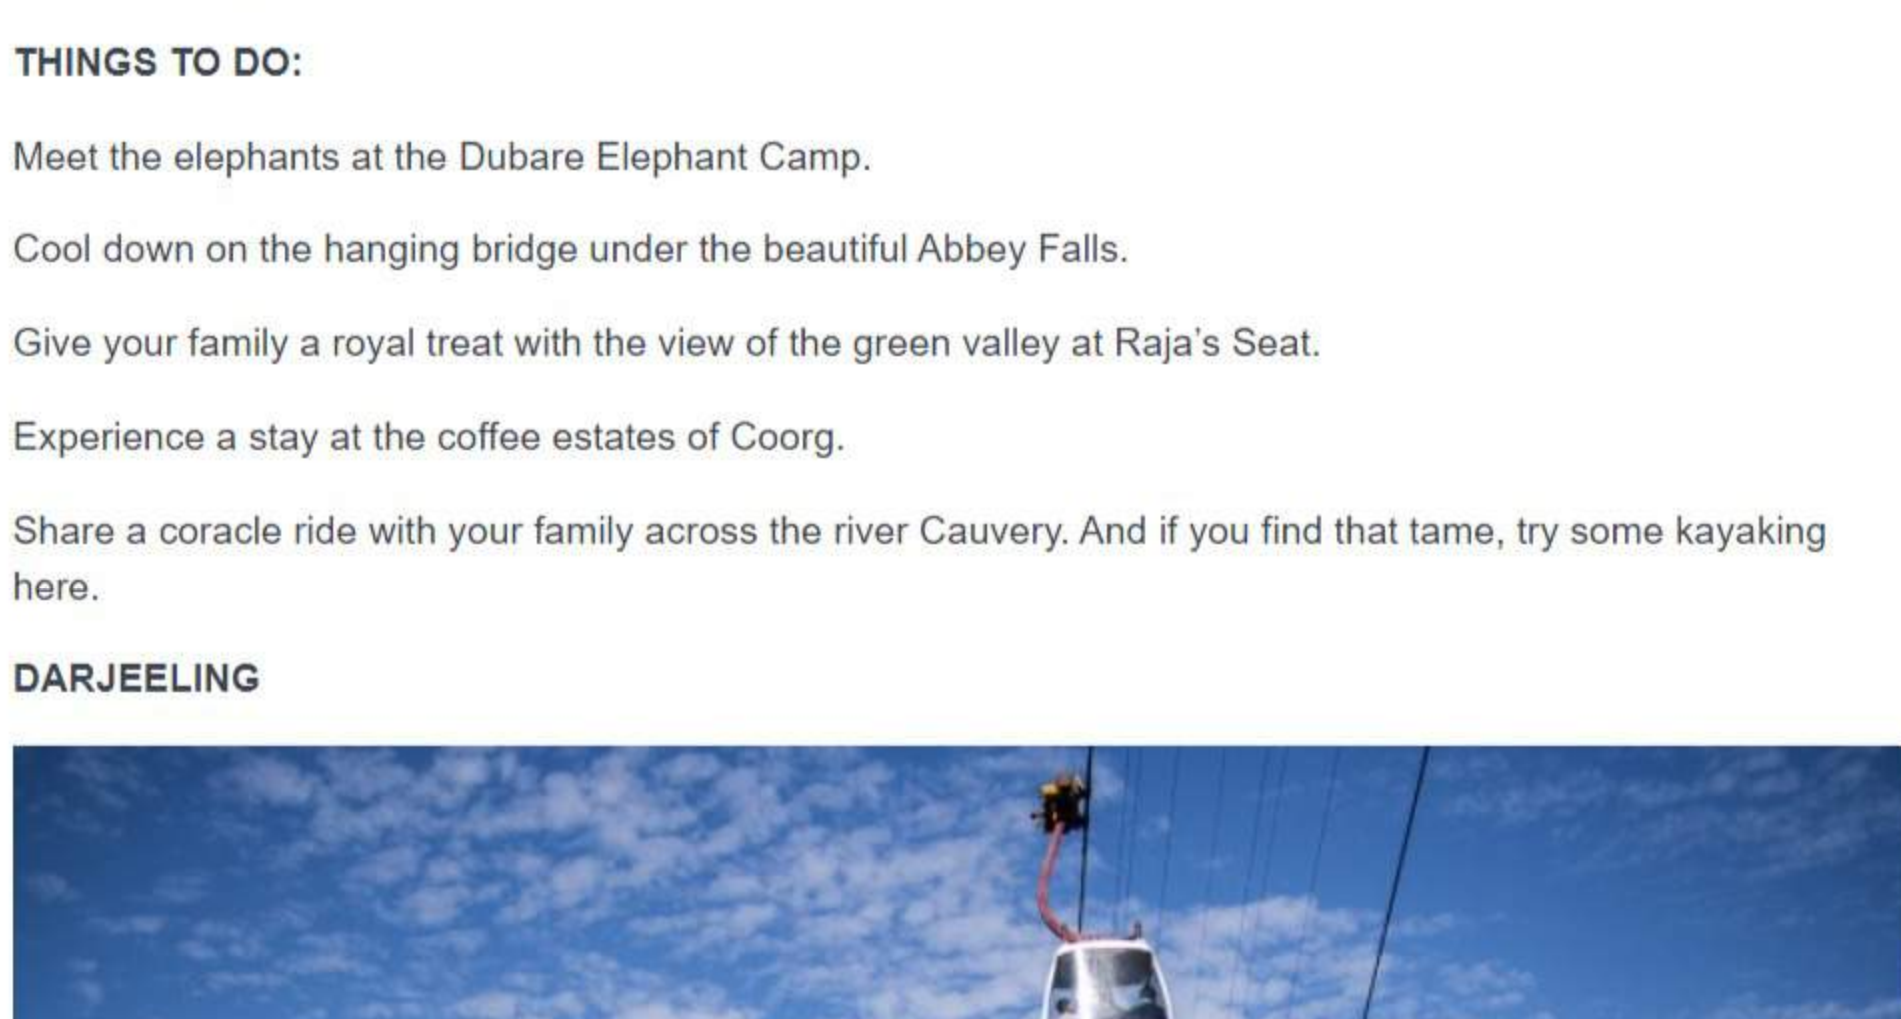 THINGS TO DO:
Meet the elephants at the Dubare Elephant Camp.
Cool down on the hanging bridge under the beautiful Abbey Falls.
Give your family a royal treat with the view of the green valley at Raja’s Seat.
Experience a stay at the coffee estates of Coorg.
Share a coracle ride with your family across the river Cauvery. And if you find that tame, try some kayaking
here.
DARJEELING